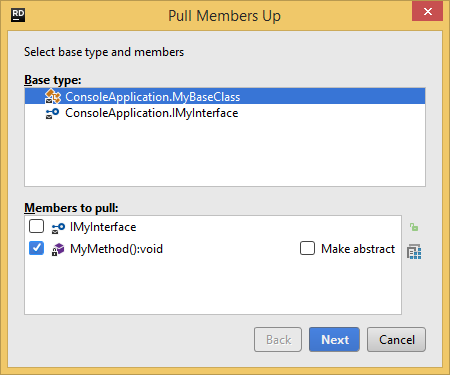 RD
Pull Members Up
Select base type and members
Base type:
ConsoleApplication.MyBaseClass
ConsoleApplication.IMyInterface
Members to pull:
IMyInterface
MyMethod():void Make abstract
Back Next Cancel